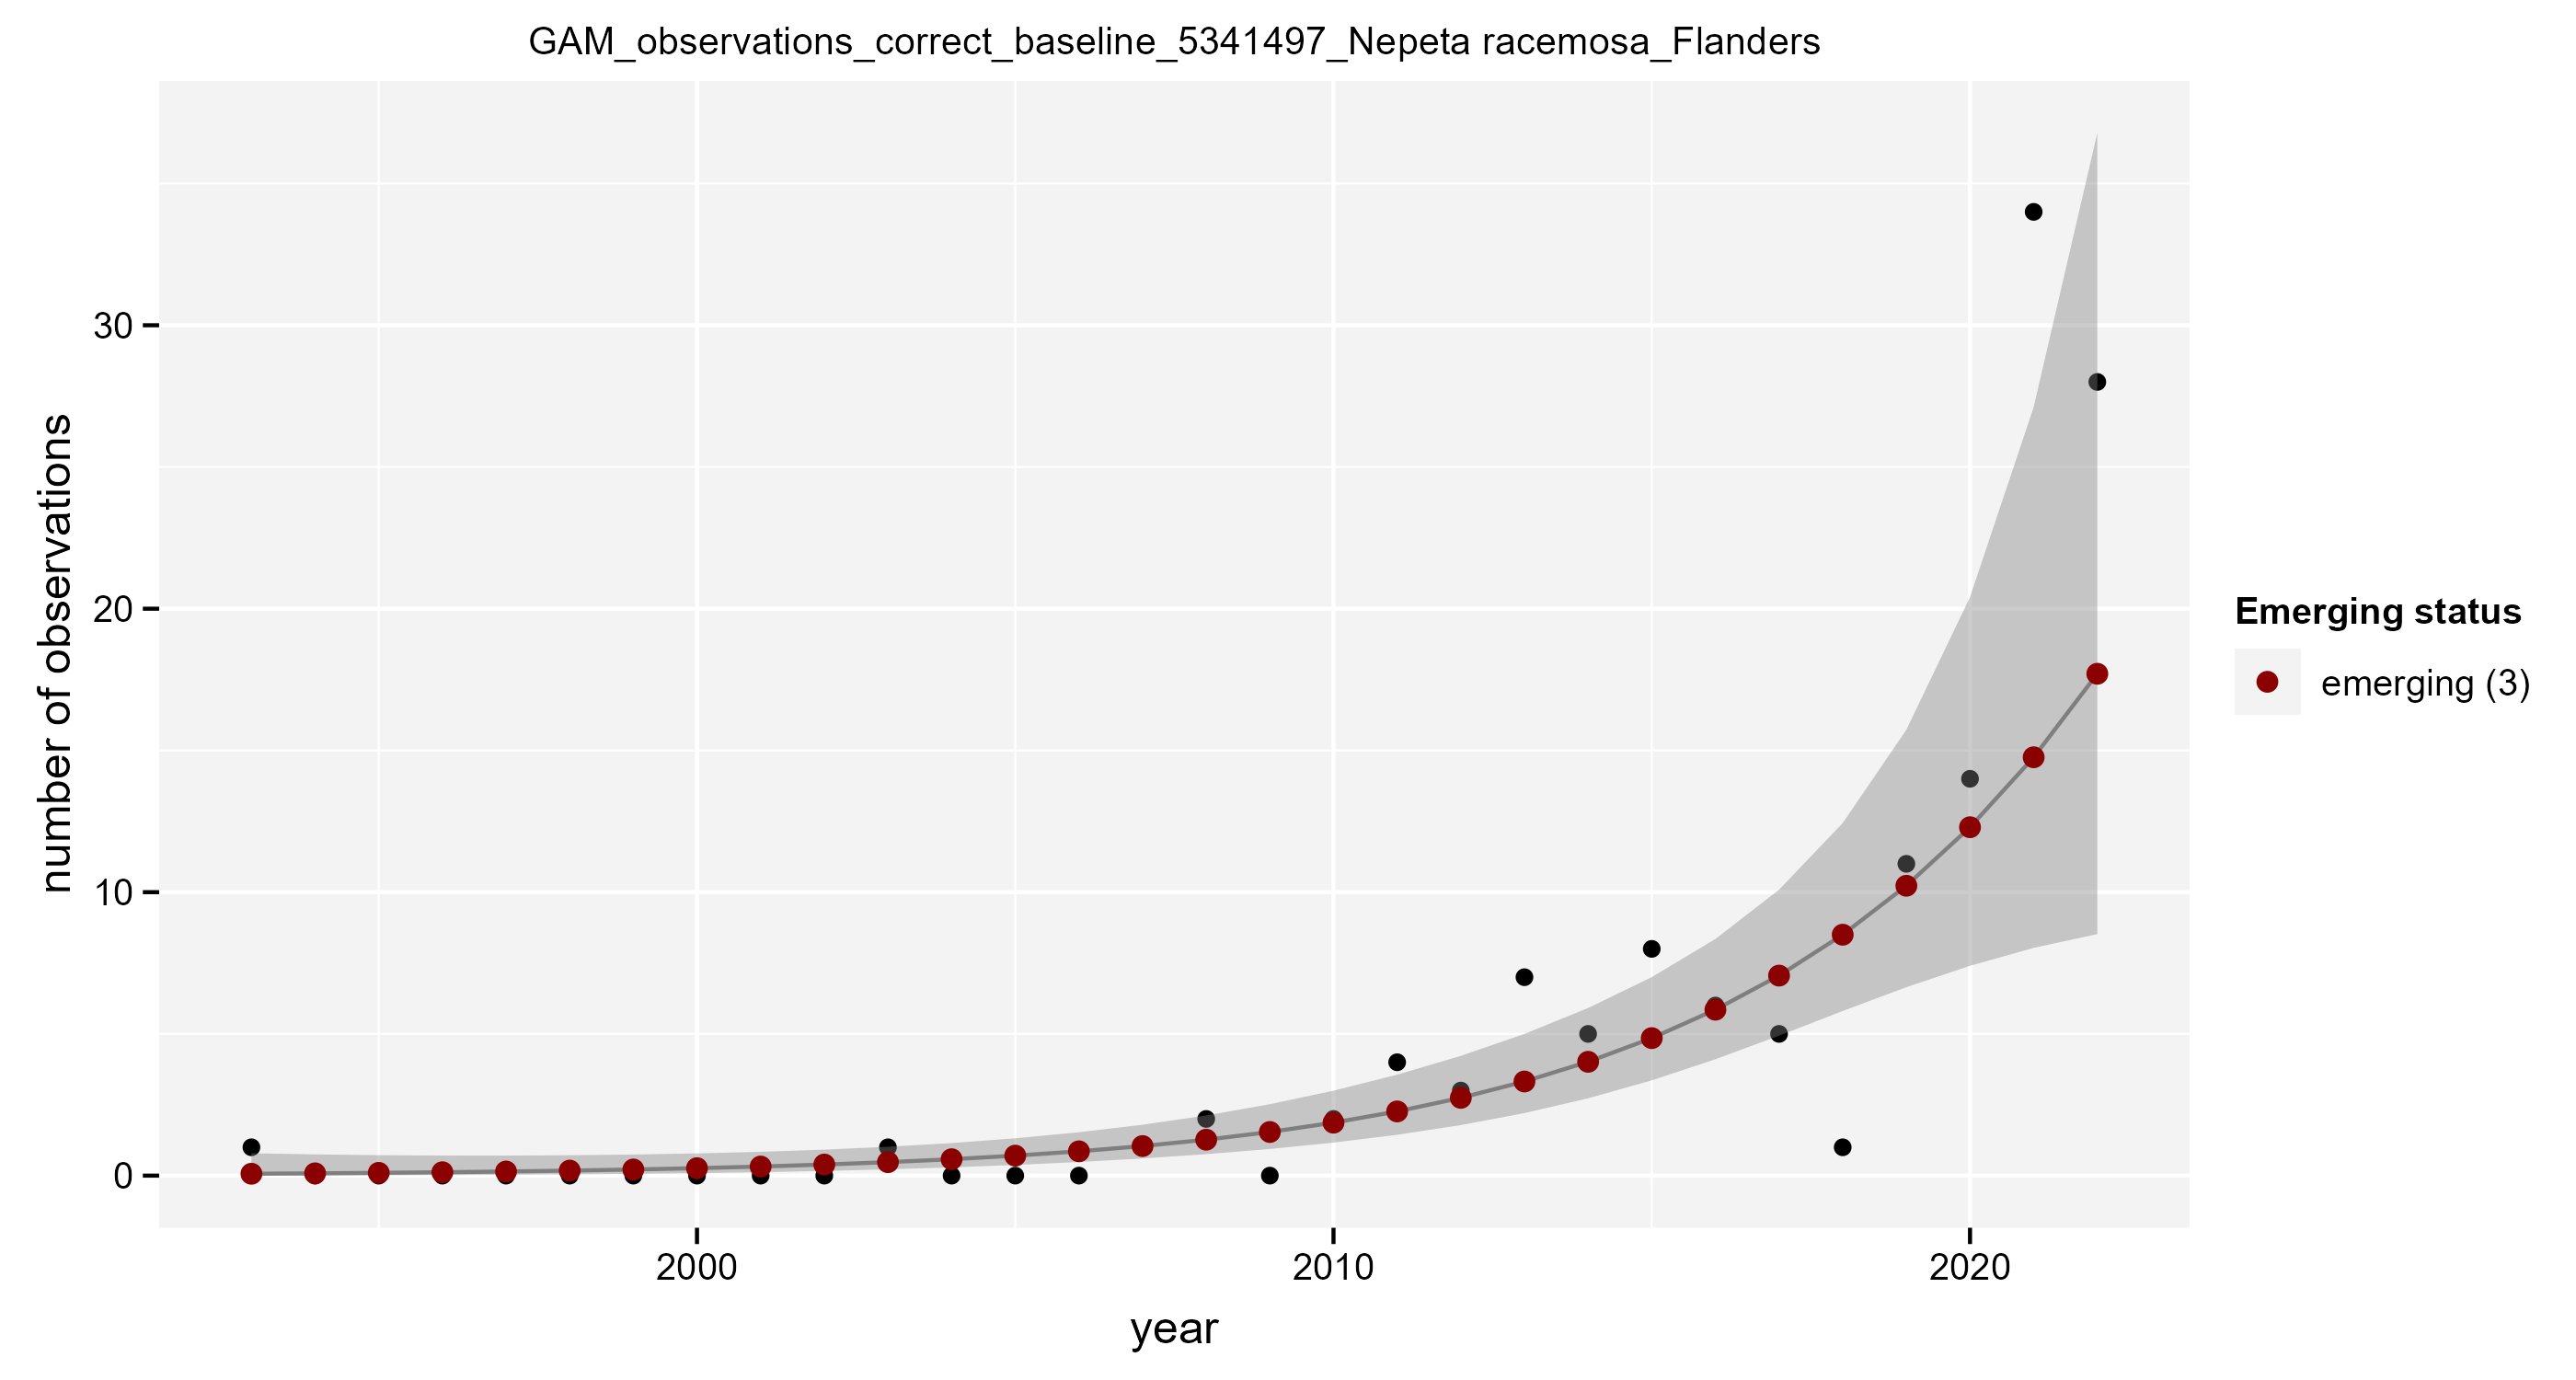 GAM_observations_correct_baseline_5341497_Nepeta racemosa_Flanders
number of observations
30
20
10
0
2000
2010
2020
year
Emerging status
emerging (3)